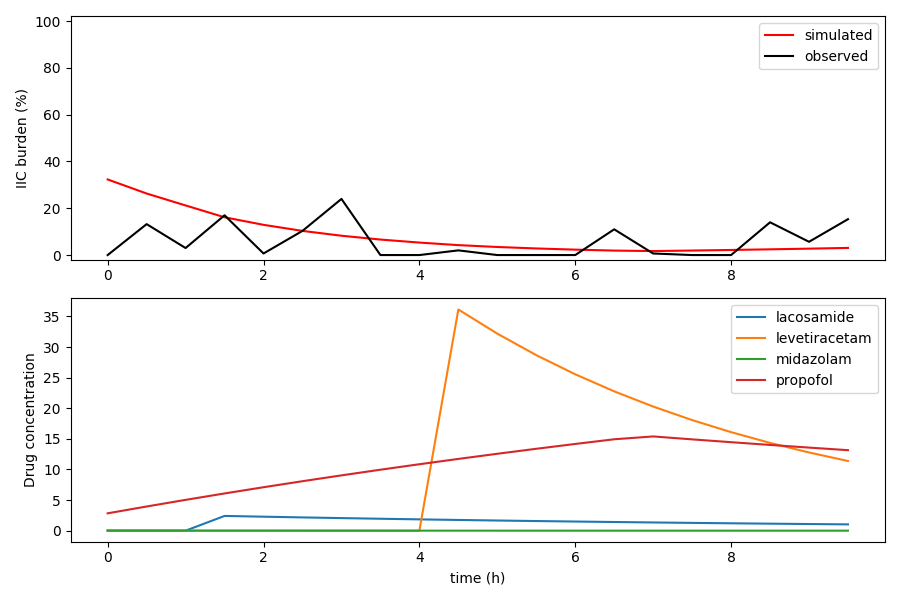 100
80
60
40
20
0
IIC burden (%)
simulated
observed
0 2 4 6 8
35
30
25
20
15
10
5
0
Drug concentration
lacosamide
levetiracetam
midazolam
propofol
0 2 4 6 8
time (h)